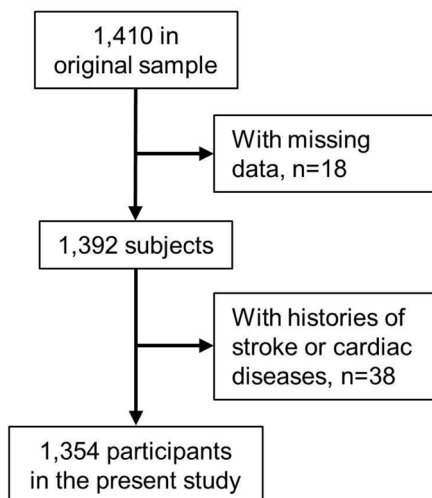 1,410 in
original sample
With missing
data, n=18
1,392 subjects
With histories of
stroke or cardiac
diseases, n=38
1,354 participants
in the present study